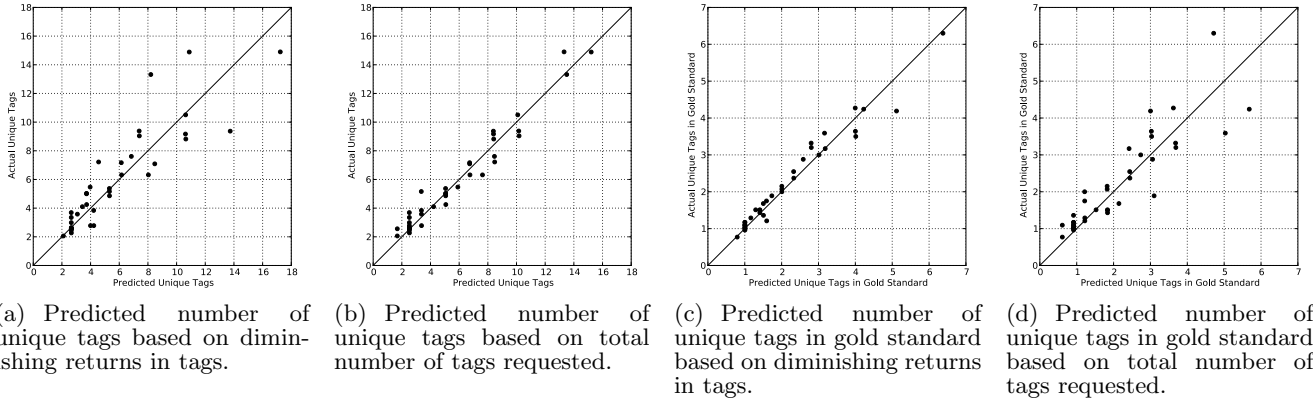 18
16
14
12
10
8
6
4
2
0
Actual Unique Tags
0 2 4 6 8 10 12 14 16 18
Predicted Unique Tags
(a) Predicted number of
unique tags based on dimin-
ishing returns in tags.
18
16
14
12
10
8
6
4
2
0
Actual Unique Tags
0 2 4 6 8 10 12 14 16 18
Predicted Unique Tags
(b) Predicted number of
unique tags based on total
number of tags requested.
7
6
5
4
3
2
1
0
Actual Unique Tags in Gold Standard
0 1 2 3 4 5 6 7
Predicted Unique Tags in Gold Standard
(c) Predicted number of
unique tags in gold standard
based on diminishing returns
in tags.
7
6
5
4
3
2
1
0
Actual Unique Tags in Gold Standard
0 1 2 3 4 5 6 7
Predicted Unique Tags in Gold Standard
(d) Predicted number of
unique tags in gold standard
based on total number of
tags requested.